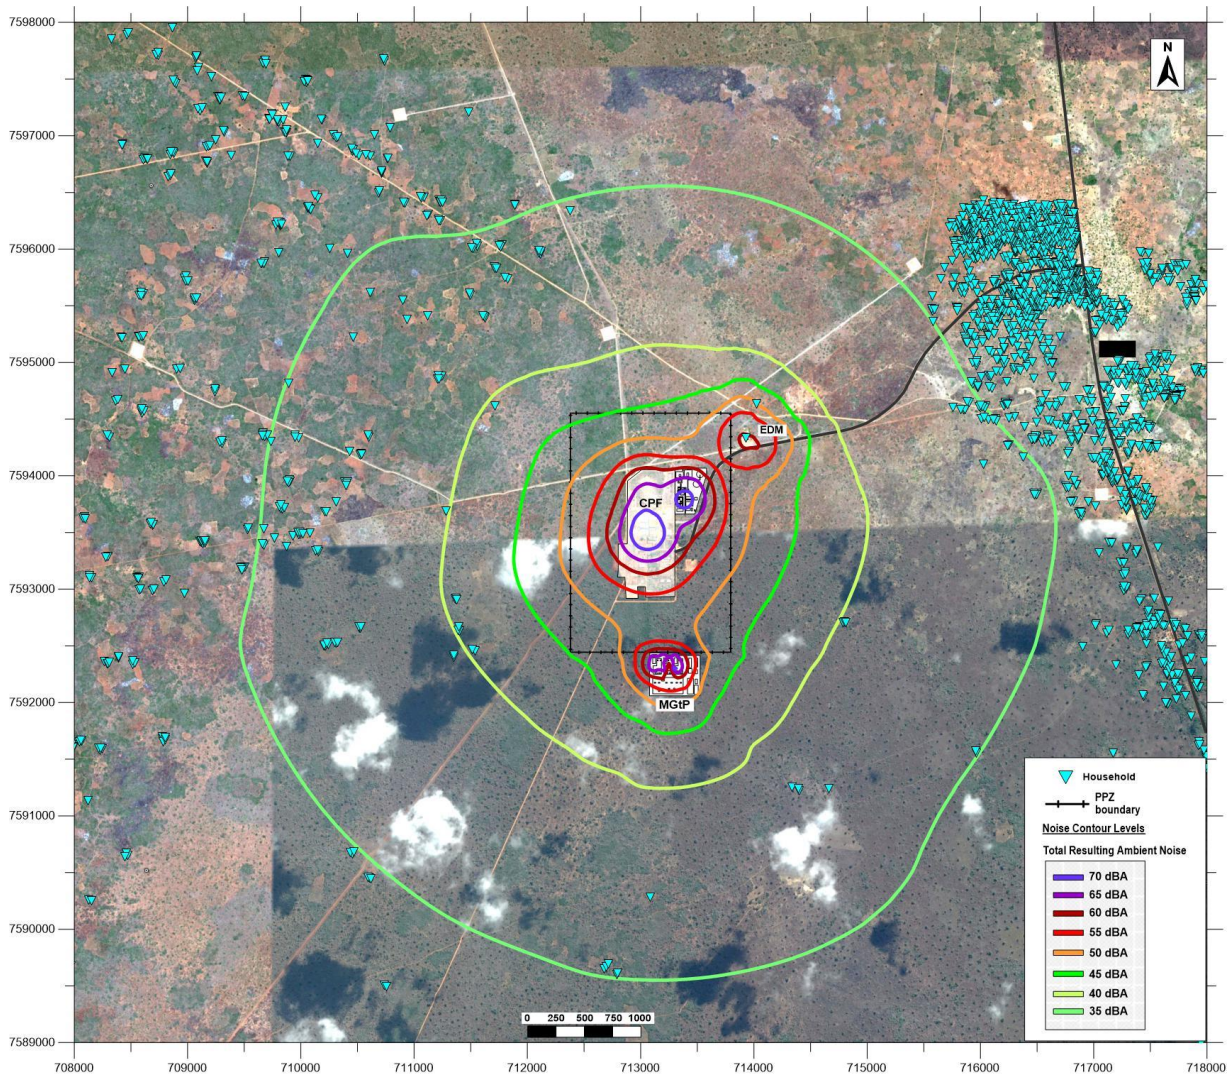 7598000
7597000
7596000
7595000
7594000
7593000
7592000
7591000
7590000
7589000
708000 709000 710000 711000 712000 713000 714000 715000 716000 717000 718000
N
EDM
CPF
MGtP
0 250 500 750 1000
Household
PPZ
boundary
Noise Contour Levels
Total Resulting Ambient Noise
70 dBA
65 dBA
60 dBA
55 dBA
50 dBA
45 dBA
40 dBA
35 dBA